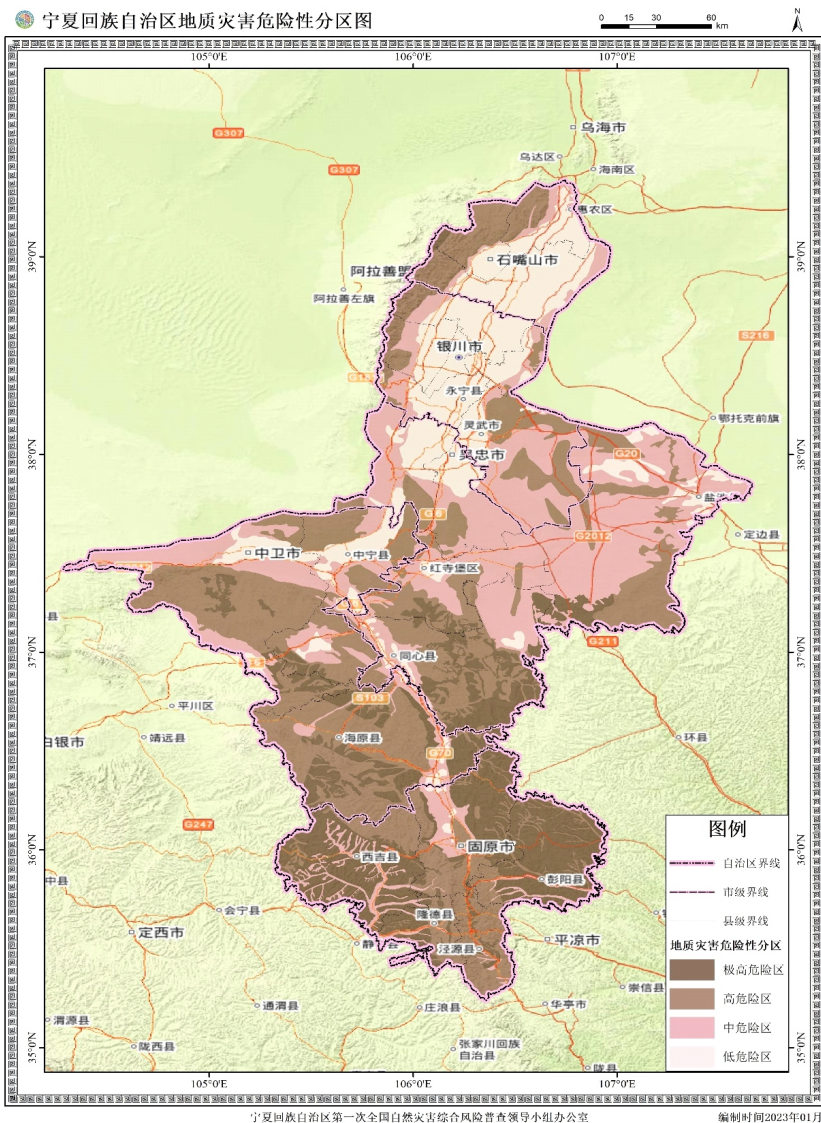 宁夏回族自治区地质灾害危险性分区图
0 15 30 60
km
N
105°0'E 106°0'E 107°0'E
39°0'N
38°0'N
37°0'N
36°0'N
35°0'N
39°0'N
38°0'N
37°0'N
36°0'N
35°0'N
G307
乌海市
乌达区
G307
海南区
惠农区
石嘴山市
阿拉善盟
阿拉善左旗
S216
银川市
永宁县
鄂托克前旗
灵武市
吴忠市
G20
盐池
G6
定边县
G2012
中卫市
中宁县
红寺堡区
G211
同心县
S103
平川区
白银市
靖远县
海原县
环县
G70
G247
固原市
西吉县
彭阳县
中县
会宁县
隆德县
定西市
静
泾源县
平凉市
崇信县
通渭县
庄浪县
华亭市
渭源县
陇西县
张家川回族
自治县
陇县
图例
自治区界线
市级界线
县级界线
地质灾害危险性分区
极高危险区
高危险区
中危险区
低危险区
105°0'E 106°0'E 107°0'E
宁夏回族自治区第一次全国自然灾害综合风险普查领导小组办公室
编制时间2023年01月